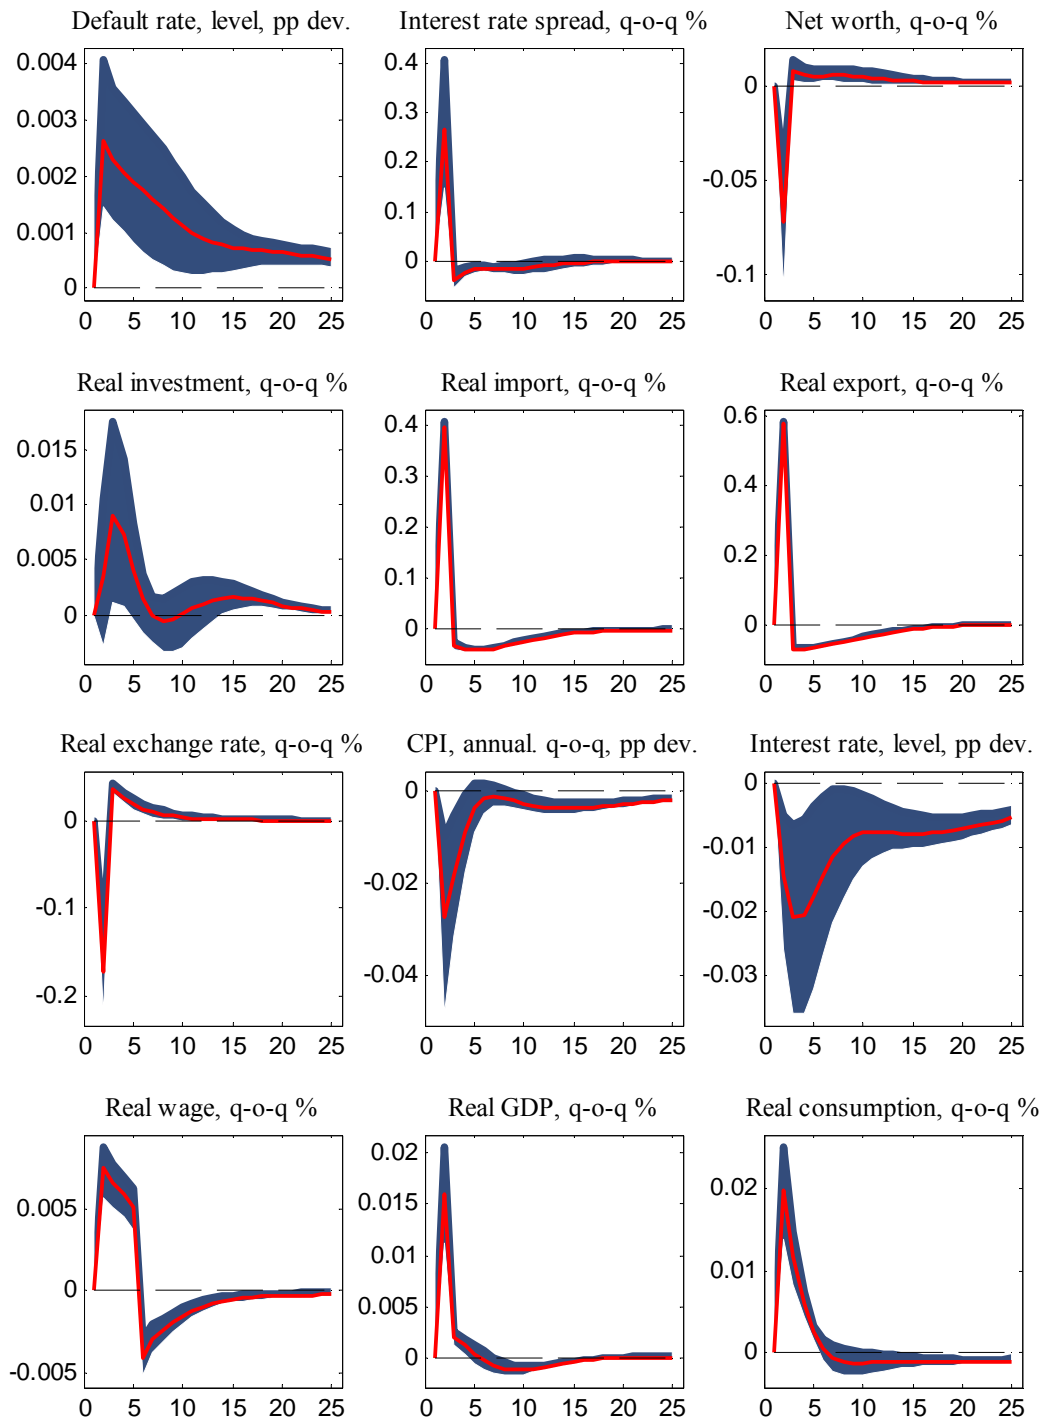 Default rate, level, pp dev.
Interest rate spread, q-o-q %
Net worth, q-o-q %
0.004
0.003
0.002
0.001
0
0 5 10 15 20 25
0.4
0.3
0.2
0.1
0
0 5 10 15 20 25
0
-0.05
-0.1
0 5 10 15 20 25
Real investment, q-o-q %
Real import, q-o-q %
Real export, q-o-q %
0.015
0.01
0.005
0
0 5 10 15 20 25
0.4
0.3
0.2
0.1
0
0 5 10 15 20 25
0.6
0.4
0.2
0
0 5 10 15 20 25
Real exchange rate, q-o-q %
CPI, annual. q-o-q, pp dev.
Interest rate, level, pp dev.
0
-0.1
-0.2
0 5 10 15 20 25
0
-0.02
-0.04
0 5 10 15 20 25
0
-0.01
-0.02
-0.03
0 5 10 15 20 25
Real wage, q-o-q %
Real GDP, q-o-q %
Real consumption, q-o-q %
0.005
0
-0.005
0 5 10 15 20 25
0.02
0.015
0.01
0.005
0
0 5 10 15 20 25
0.02
0.01
0
0 5 10 15 20 25